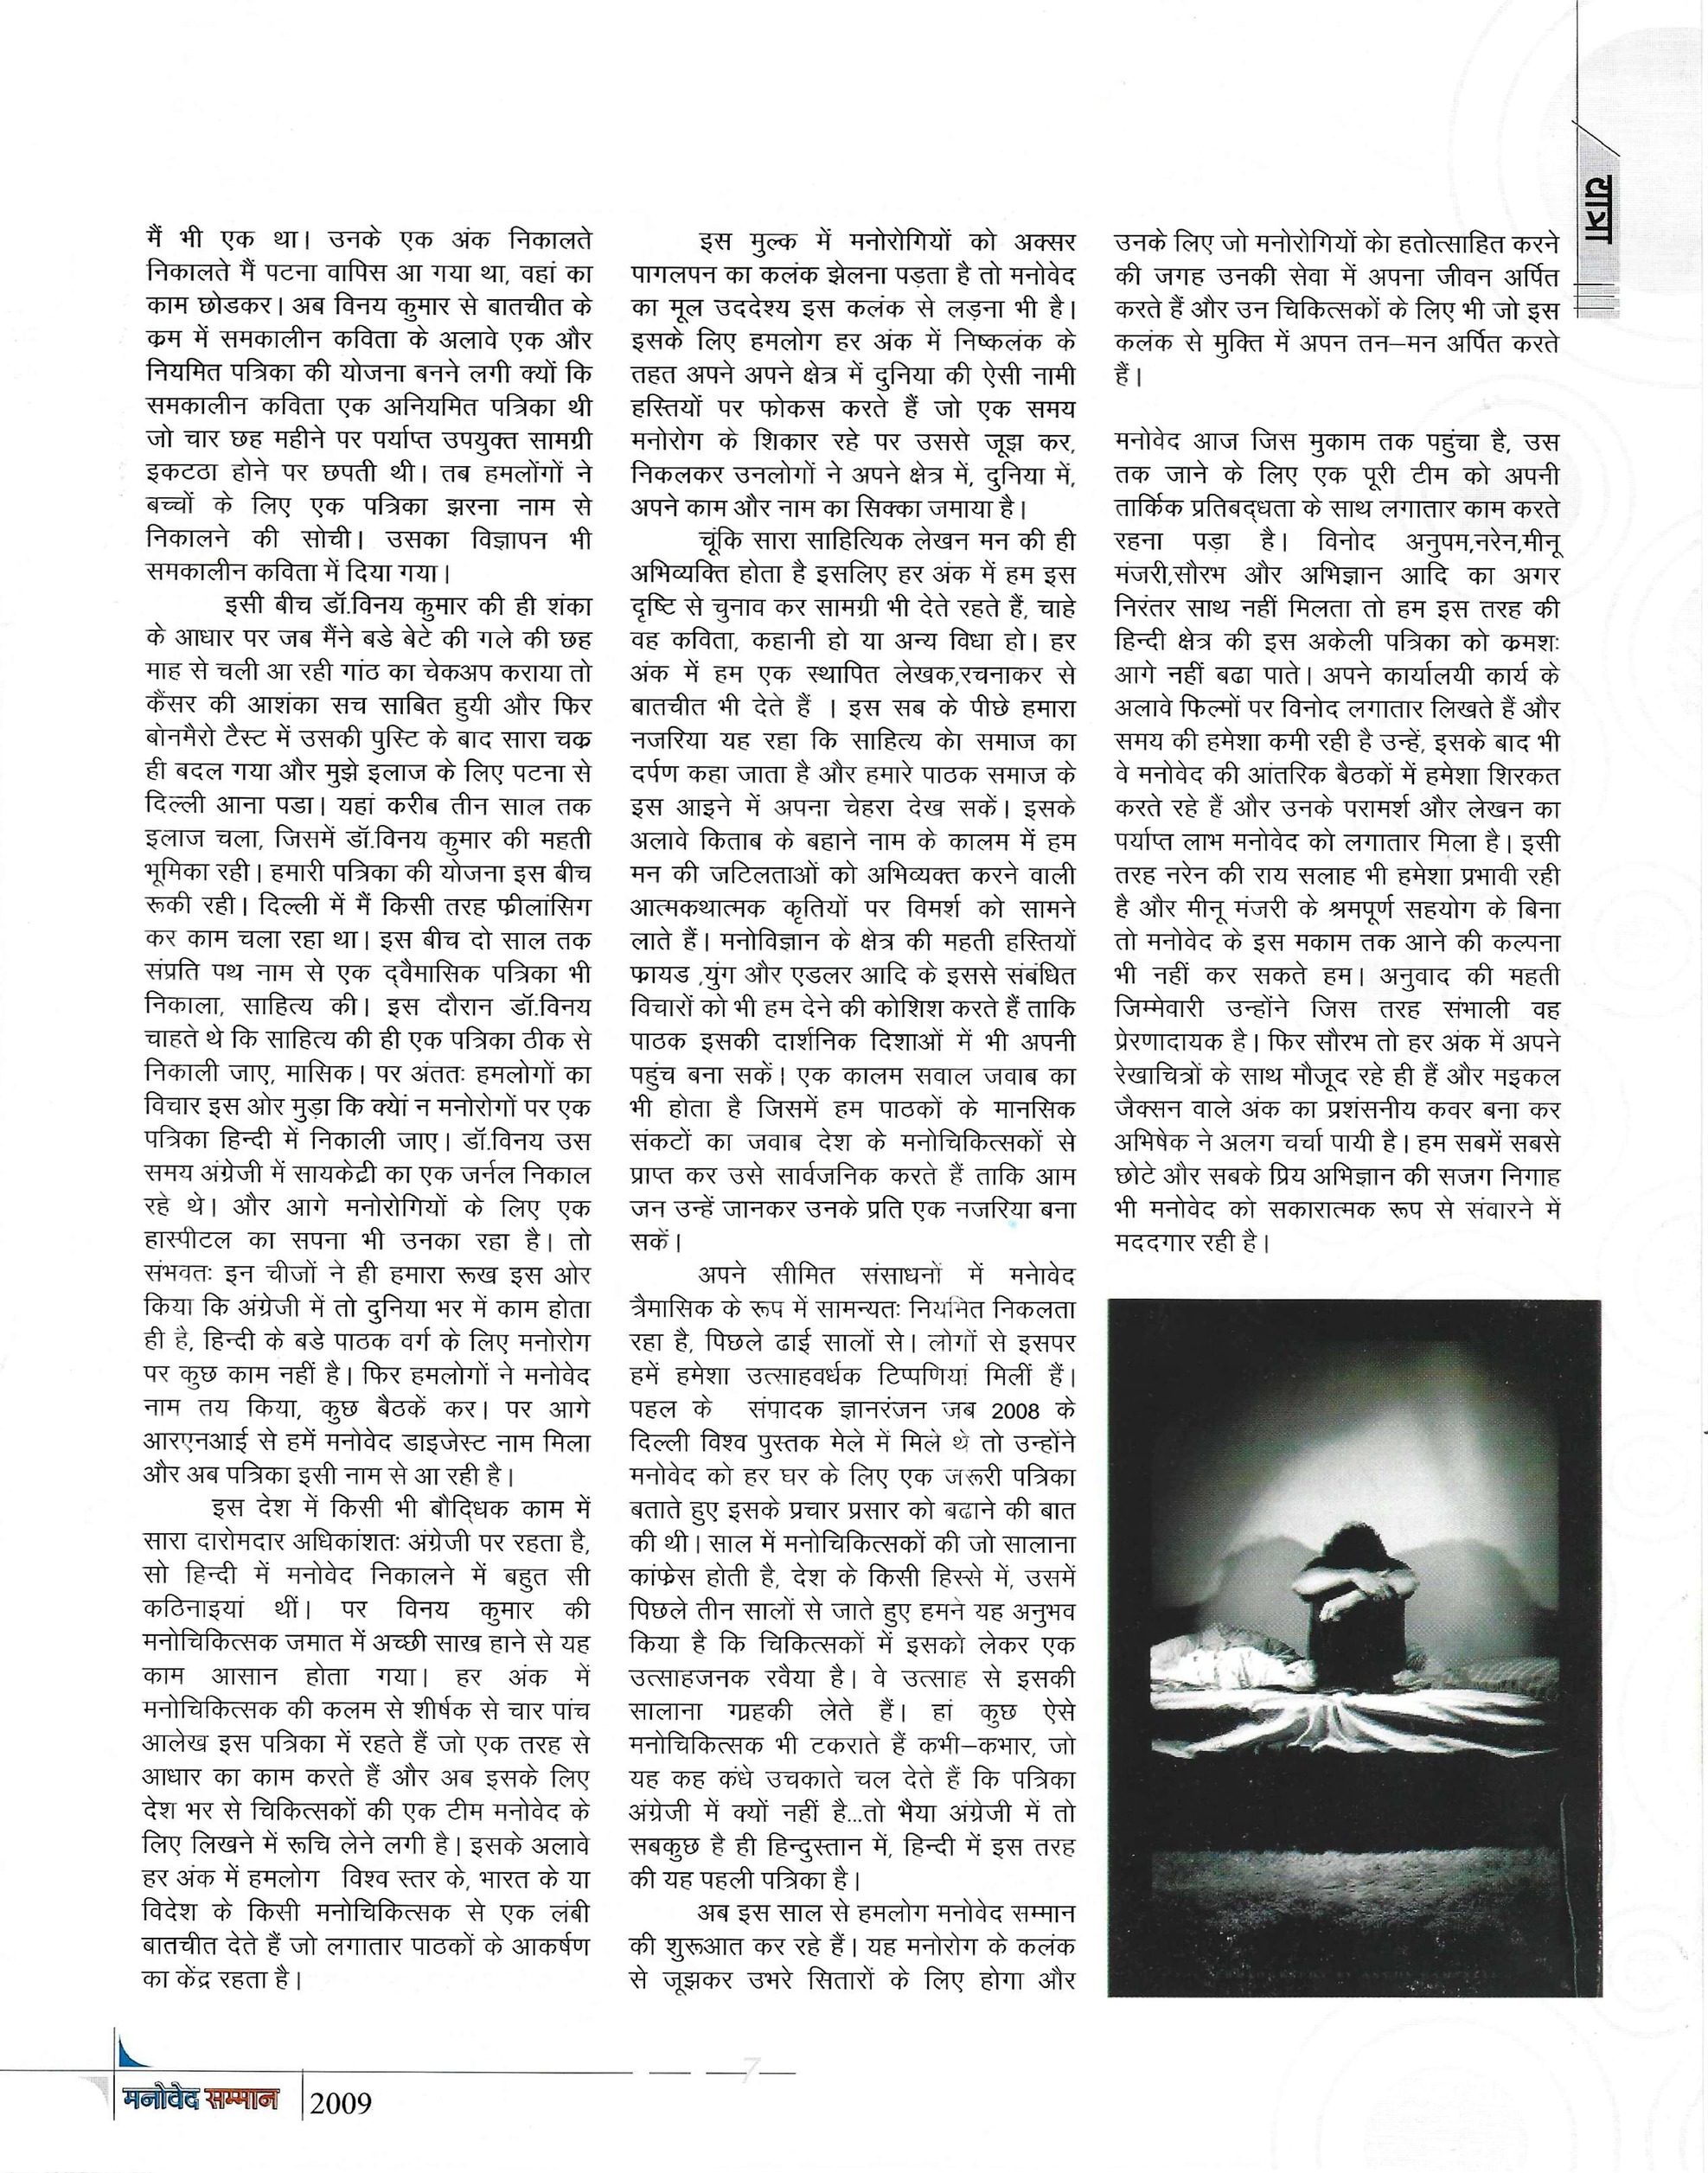 यात्रा
मैं भी एक था। उनके एक अंक निकालते
निकालते मैं पटना वापिस आ गया था, वहां का
काम छोडकर। अब विनय कुमार से बातचीत के
कम में समकालीन कविता के अलावे एक और
नियमित पत्रिका की योजना बनने लगी क्यों कि
समकालीन कविता एक अनियमित पत्रिका थी
जो चार छह महीने पर पर्याप्त उपयुक्त सामग्री
इकटठा होने पर छपती थी। तब हमलोंगों ने
बच्चों के लिए एक पत्रिका झरना नाम से
निकालने की सोची। उसका विज्ञापन भी
समकालीन कविता में दिया गया।
इसी बीच डॉ.विनय कुमार की ही शंका
के आधार पर जब मैंने बडे बेटे की गले की छह
माह से चली आ रही गांठ का चेकअप कराया तो
कैंसर की आशंका सच साबित हुयी और फिर
बोनमैरो टैस्ट में उसकी पुस्टि के बाद सारा चक्र
ही बदल गया और मुझे इलाज के लिए पटना से
दिल्ली आना पडा। यहां करीब तीन साल तक
इलाज चला, जिसमें डॉ.विनय कुमार की महती
भूमिका रही। हमारी पत्रिका की योजना इस बीच
रूकी रही। दिल्ली में मैं किसी तरह फ्रीलांसिग
कर काम चला रहा था। इस बीच दो साल तक
संप्रति पथ नाम से एक द्वैमासिक पत्रिका भी
निकाला, साहित्य की। इस दौरान डॉ.विनय
चाहते थे कि साहित्य की ही एक पत्रिका ठीक से
निकाली जाए, मासिक। पर अंततः हमलोगों का
विचार इस ओर मुड़ा कि क्येां न मनोरोगों पर एक
पत्रिका हिन्दी में निकाली जाए। डॉ.विनय उस
समय अंग्रेजी में सायकेट्री का एक जर्नल निकाल
रहे थे। और आगे मनोरोगियों के लिए एक
हास्पीटल का सपना भी उनका रहा है। तो
संभवतः इन चीजों ने ही हमारा रूख इस ओर
किया कि अंग्रेजी में तो दुनिया भर में काम होता
ही है, हिन्दी के बडे पाठक वर्ग के लिए मनोरोग
पर कुछ काम नहीं है। फिर हमलोगों ने मनोवेद
नाम तय किया, कुछ बैठकें कर। पर आगे
आरएनआई से हमें मनोवेद डाइजेस्ट नाम मिला
और अब पत्रिका इसी नाम से आ रही है।
इस देश में किसी भी बौद्धिक काम में
सारा दारोमदार अधिकांशतः अंग्रेजी पर रहता है,
सो हिन्दी में मनोवेद निकालने में बहुत सी
कठिनाइयां थीं। पर विनय कुमार की
मनोचिकित्सक जमात में अच्छी साख हाने से यह
काम आसान होता गया। हर अंक में
मनोचिकित्सक की कलम से शीर्षक से चार पांच
आलेख इस पत्रिका में रहते हैं जो एक तरह से
आधार का काम करते हैं और अब इसके लिए
देश भर से चिकित्सकों की एक टीम मनोवेद के
लिए लिखने में रूचि लेने लगी है। इसके अलावे
हर अंक में हमलोग विश्व स्तर के, भारत के या
विदेश के किसी मनोचिकित्सक से एक लंबी
बातचीत देते हैं जो लगातार पाठकों के आकर्षण
का केंद्र रहता है।
इस मुल्क में मनोरोगियों को अक्सर
पागलपन का कलंक झेलना पड़ता है तो मनोवेद
का मूल उददेश्य इस कलंक से लड़ना भी है।
इसके लिए हमलोग हर अंक में निष्कलंक के
तहत अपने अपने क्षेत्र में दुनिया की ऐसी नामी
हस्तियों पर फोकस करते हैं जो एक समय
मनोरोग के शिकार रहे पर उससे जूझ कर,
निकलकर उनलोगों ने अपने क्षेत्र में, दुनिया में,
अपने काम और नाम का सिक्का जमाया है।
चूंकि सारा साहित्यिक लेखन मन की ही
अभिव्यक्ति होता है इसलिए हर अंक में हम इस
दृष्टि से चुनाव कर सामग्री भी देते रहते हैं, चाहे
वह कविता, कहानी हो या अन्य विधा हो। हर
अंक में हम एक स्थापित लेखक,रचनाकर से
बातचीत भी देते हैं । इस सब के पीछे हमारा
नजरिया यह रहा कि साहित्य केा समाज का
दर्पण कहा जाता है और हमारे पाठक समाज के
इस आइने में अपना चेहरा देख सकें। इसके
अलावे किताब के बहाने नाम के कालम में हम
मन की जटिलताओं को अभिव्यक्त करने वाली
आत्मकथात्मक कृतियों पर विमर्श को सामने
लाते हैं। मनोविज्ञान के क्षेत्र की महती हस्तियों
फ्रायड ,युंग और एडलर आदि के इससे संबंधित
विचारों को भी हम देने की कोशिश करते हैं ताकि
पाठक इसकी दार्शनिक दिशाओं में भी अपनी
पहुंच बना सकें। एक कालम सवाल जवाब का
भी होता है जिसमें हम पाठकों के मानसिक
संकटों का जवाब देश के मनोचिकित्सकों से
प्राप्त कर उसे सार्वजनिक करते हैं ताकि आम
जन उन्हें जानकर उनके प्रति एक नजरिया बना
सकें।
अपने सीमित संसाधनों में मनेावेद
त्रैमासिक के रूप में सामन्यतः नियमित निकलता
रहा है, पिछले ढाई सालों से। लोगों से इसपर
हमें हमेशा उत्साहवर्धक टिप्पणियां मिलीं हैं।
पहल के संपादक ज्ञानरंजन जब 2008 के
दिल्ली विश्व पुस्तक मेले में मिले थे तो उन्होंने
मनोवेद को हर घर के लिए एक जरूरी पत्रिका
बताते हुए इसके प्रचार प्रसार को बढाने की बात
की थी। साल में मनोचिकित्सकों की जो सालाना
कांफ्रेस होती है, देश के किसी हिस्से में, उसमें
पिछले तीन सालों से जाते हुए हमने यह अनुभव
किया है कि चिकित्सकों में इसको लेकर एक
उत्साहजनक रवैया है। वे उत्साह से इसकी
सालाना ग्राहकी लेते हैं। हां कुछ ऐसे
मनोचिकित्सक भी टकराते हैं कभी–कभार, जो
यह कह कंधे उचकाते चल देते हैं कि पत्रिका
अंग्रेजी में क्यों नहीं है...तो भैया अंग्रेजी में तो
सबकुछ है ही हिन्दुस्तान में, हिन्दी में इस तरह
की यह पहली पत्रिका है।
अब इस साल से हमलोग मनोवेद सम्मान
की शुरूआत कर रहे हैं। यह मनोरोग के कलंक
से जूझकर उभरे सितारों के लिए होगा और
उनके लिए जो मनोरोगियों केा हतोत्साहित करने
की जगह उनकी सेवा में अपना जीवन अर्पित
करते हैं और उन चिकित्सकों के लिए भी जो इस
कलंक से मुक्ति में अपन तन–मन अर्पित करते
हैं।
मनोवेद आज जिस मुकाम तक पहुंचा है, उस
तक जाने के लिए एक पूरी टीम को अपनी
तार्किक प्रतिबद्धता के साथ लगातार काम करते
रहना पड़ा है। विनोद अनुपम,नरेन,मीनू
मंजरी,सौरभ और अभिज्ञान आदि का अगर
निरंतर साथ नहीं मिलता तो हम इस तरह की
हिन्दी क्षेत्र की इस अकेली पत्रिका को क्रमशः
आगे नहीं बढा पाते। अपने कार्यालयी कार्य के
अलावे फिल्मों पर विनोद लगातार लिखते हैं और
समय की हमेशा कमी रही है उन्हें, इसके बाद भी
वे मनोवेद की आंतरिक बैठकों में हमेशा शिरकत
करते रहे हैं और उनके परामर्श और लेखन का
पर्याप्त लाभ मनोवेद को लगातार मिला है। इसी
तरह नरेन की राय सलाह भी हमेशा प्रभावी रही
है और मीनू मंजरी के श्रमपूर्ण सहयोग के बिना
तो मनोवेद के इस मकाम तक आने की कल्पना
भी नहीं कर सकते हम। अनुवाद की महती
जिम्मेवारी उन्होंने जिस तरह संभाली वह
प्रेरणादायक है। फिर सौरभ तो हर अंक में अपने
रेखाचित्रों के साथ मौजूद रहे ही हैं और मइकल
जैक्सन वाले अंक का प्रशंसनीय कवर बना कर
अभिषेक ने अलग चर्चा पायी है। हम सबमें सबसे
छोटे और सबके प्रिय अभिज्ञान की सजग निगाह
भी मनोवेद को सकारात्मक रूप से संवारने में
मददगार रही है।
7
मनोवेद सम्मान 2009